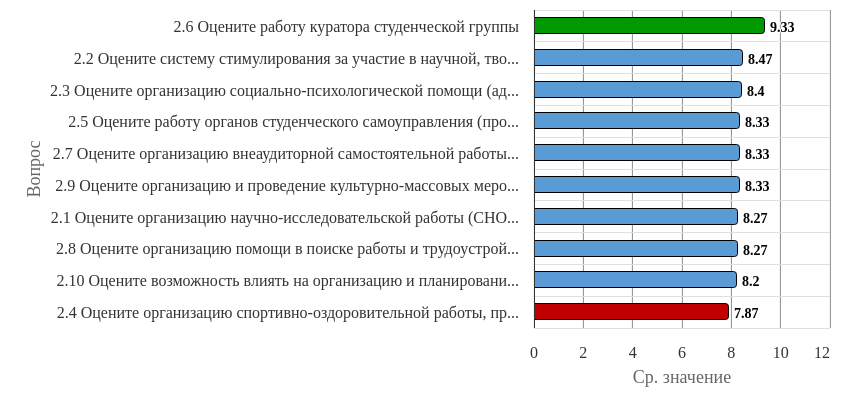 2.6 Оцените работу куратора студенческой группы 9.33
2.2 Оцените систему стимулирования за участие в научной, тво... 8.47
2.3 Оцените организацию социально-психологической помощи (ад... 8.4
2.5 Оцените работу органов студенческого самоуправления (про... 8.33
2.7 Оцените организацию внеаудиторной самостоятельной работы... 8.33
2.9 Оцените организацию и проведение культурно-массовых меро... 8.33
2.1 Оцените организацию научно-исследовательской работы (СНО... 8.27
2.8 Оцените организацию помощи в поиске работы и трудоустрой... 8.27
2.10 Оцените возможность влиять на организацию и планировани... 8.2
2.4 Оцените организацию спортивно-оздоровительной работы, пр... 7.87
Вопрос
0 2 4 6 8 10 12
Ср. значение